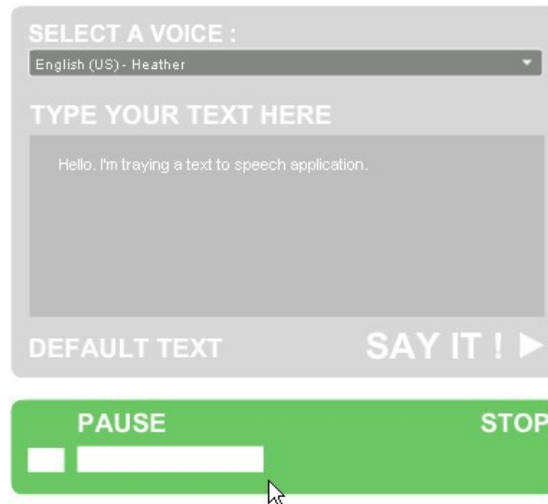 SELECT A VOICE :
English (US) - Heather
TYPE YOUR TEXT HERE
Hello. I'm traying a text to speech application.
DEFAULT TEXT
SAY IT !
PAUSE
STOP